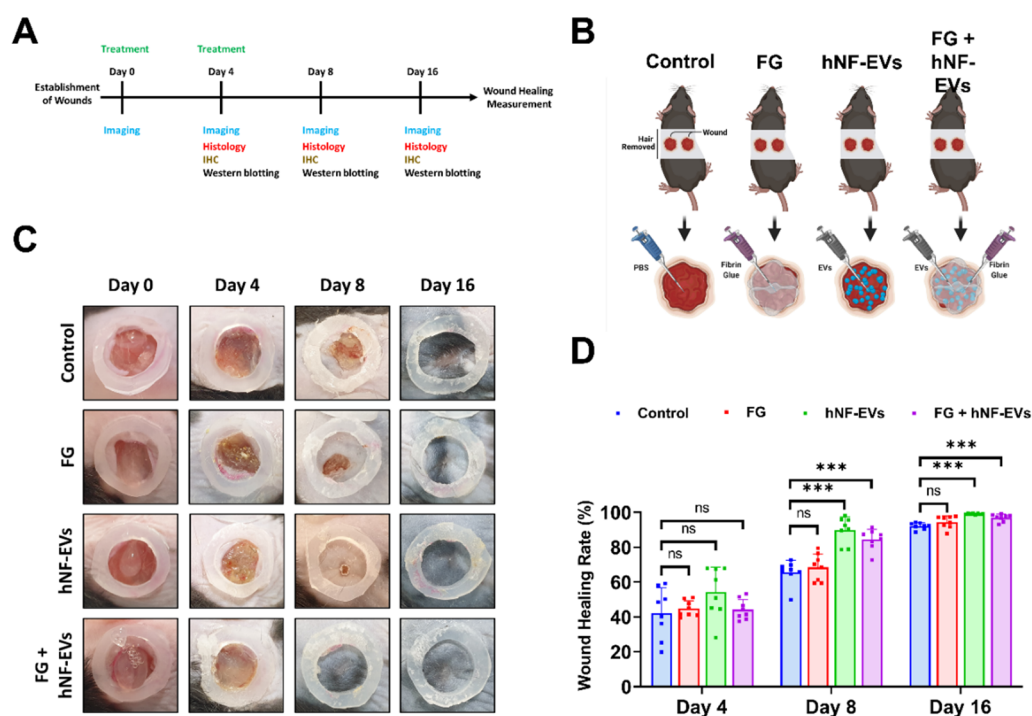 A
Treatment
Treatment
Day 0
Day 4
Day 8
Day 16
Establishment
of Wounds
Wound Healing
Measurement
Imaging
Imaging
Imaging
Imaging
Histology
Histology
Histology
IHC
IHC
IHC
Western blotting
Western blotting
Western blotting
B
Control
FG
hNF-EVs
FG +
hNF-
EVs
Hair
Removed
Wound
PBS
Fibrin
Glue
EVs
EVs
Fibrin
Glue
C
Day 0
Day 4
Day 8
Day 16
Control
FG
hNF-EVs
FG +
hNF-EVs
D
Control
FG
hNF-EVs
FG + hNF-EVs
Wound Healing Rate (%)
100
80
60
40
20
0
ns
ns
ns
***
***
ns
***
***
ns
Day 4
Day 8
Day 16